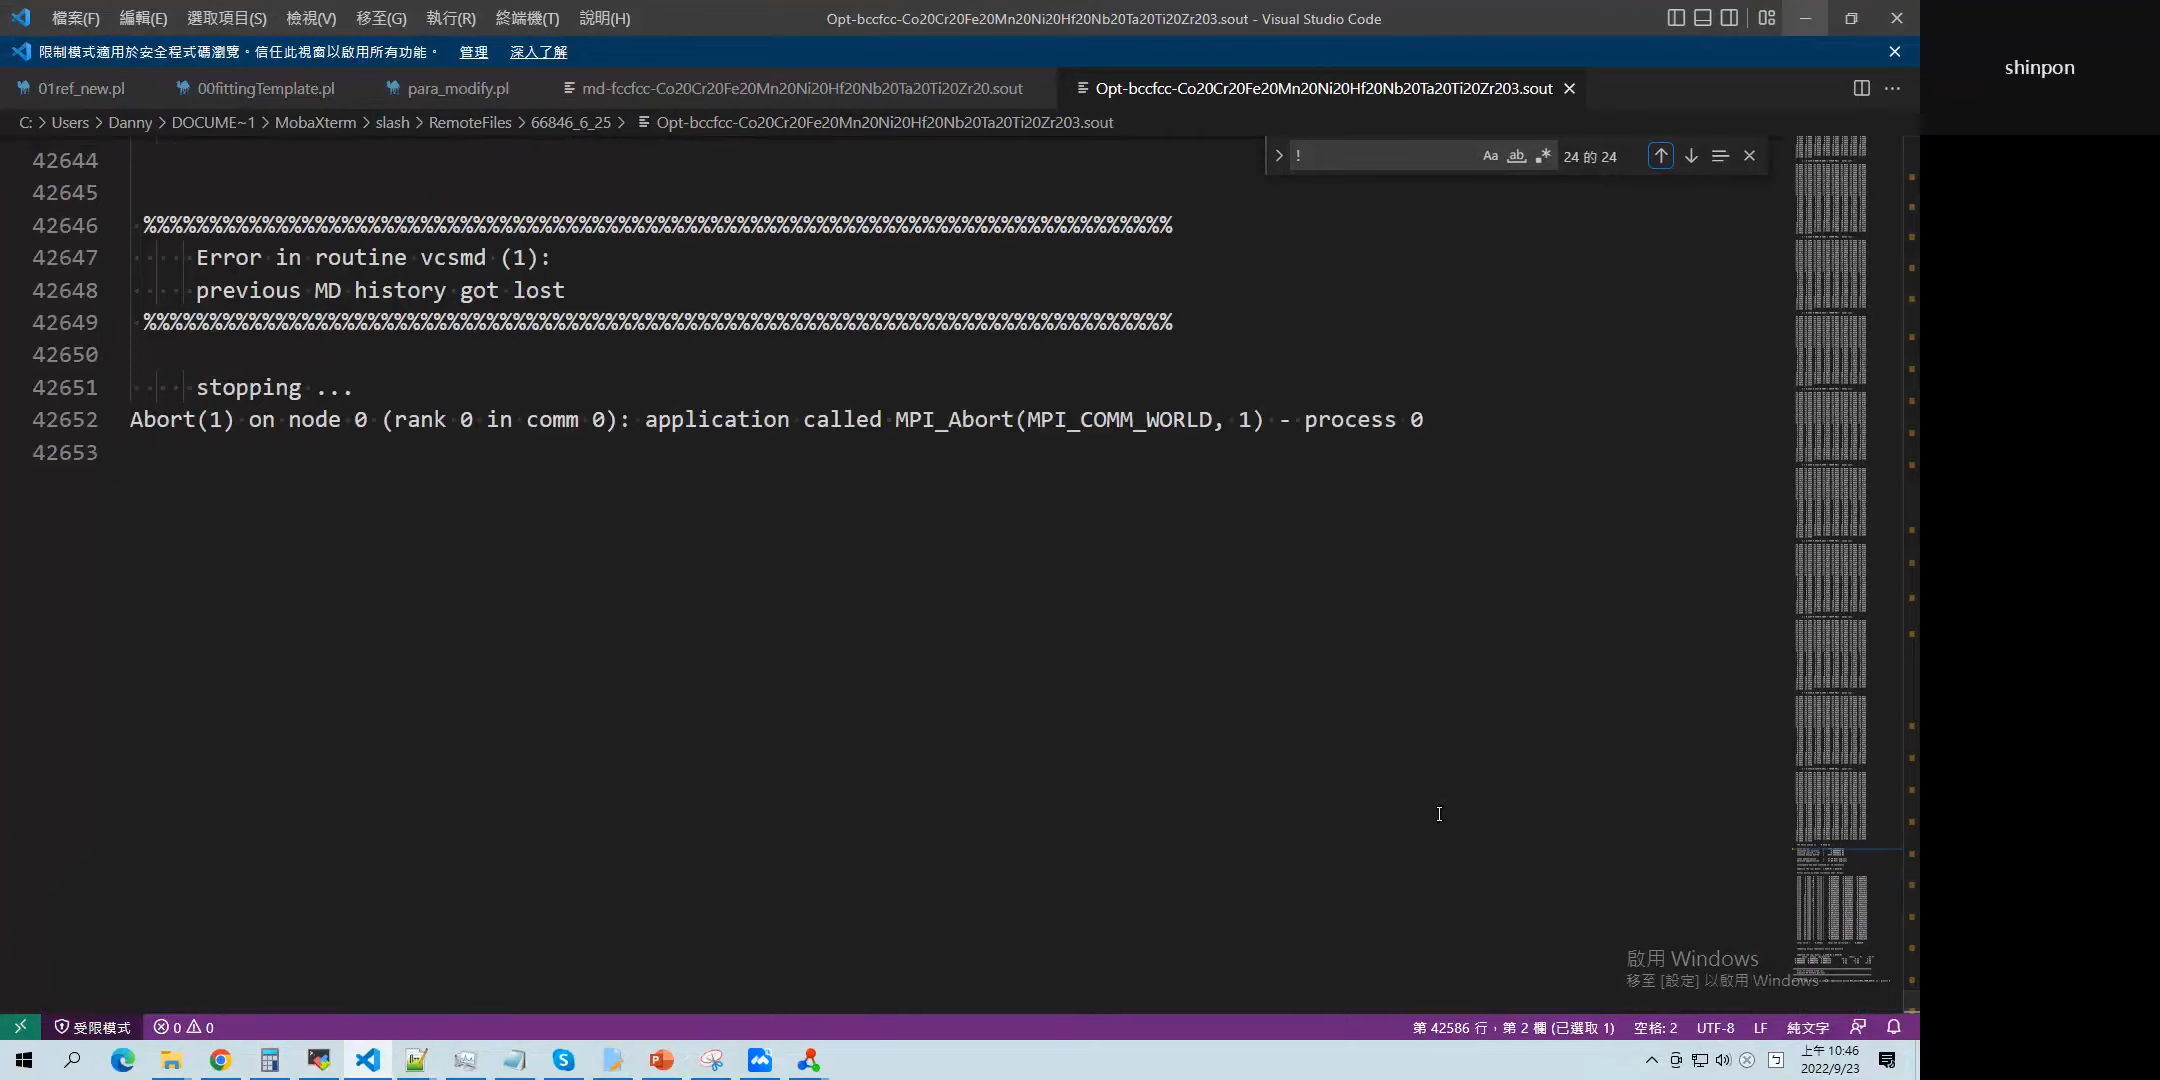 檔案(F) 編輯(E) 選取項目(S) 檢視(V) 移至(G) 執行(R) 終端機(T) 說明(H)
Opt-bccfcc-Co20Cr20Fe20Mn20Ni20Hf20Nb20Ta20Ti20Zr203.sout - Visual Studio Code
shinpon
限制模式適用於安全程式碼瀏覽。信任此視窗以啟用所有功能。 管理 深入了解
01ref_new.pl 00fittingTemplate.pl para_modify.pl md-fccfcc-Co20Cr20Fe20Mn20Ni20Hf20Nb20Ta20Ti20Zr20.sout Opt-bccfcc-Co20Cr20Fe20Mn20Ni20Hf20Nb20Ta20Ti20Zr203.sout
C: > Users > Danny > DOCUME~1 > MobaXterm > slash > RemoteFiles > 66846_6_25 > Opt-bccfcc-Co20Cr20Fe20Mn20Ni20Hf20Nb20Ta20Ti20Zr203.sout
! Aa ab 24 的 24
42644
42645
42646 %%%%%%%%%%%%%%%%%%%%%%%%%%%%%%%%%%%%%%%%%%%%%%%%%%%%%%%%%%%%%%%%%%%%%%%%%%%%%%%%
42647 Error in routine vcsmd (1):
42648 previous MD history got lost
42649 %%%%%%%%%%%%%%%%%%%%%%%%%%%%%%%%%%%%%%%%%%%%%%%%%%%%%%%%%%%%%%%%%%%%%%%%%%%%%%%%
42650
42651 stopping ...
42652 Abort(1) on node 0 (rank 0 in comm 0): application called MPI_Abort(MPI_COMM_WORLD, 1) - process 0
42653
啟用 Windows
移至 [設定] 以啟用 Windows。
受限模式 0 0 第 42586 行，第 2 欄 (已選取 1) 空格: 2 UTF-8 LF 純文字
上午 10:46
2022/9/23